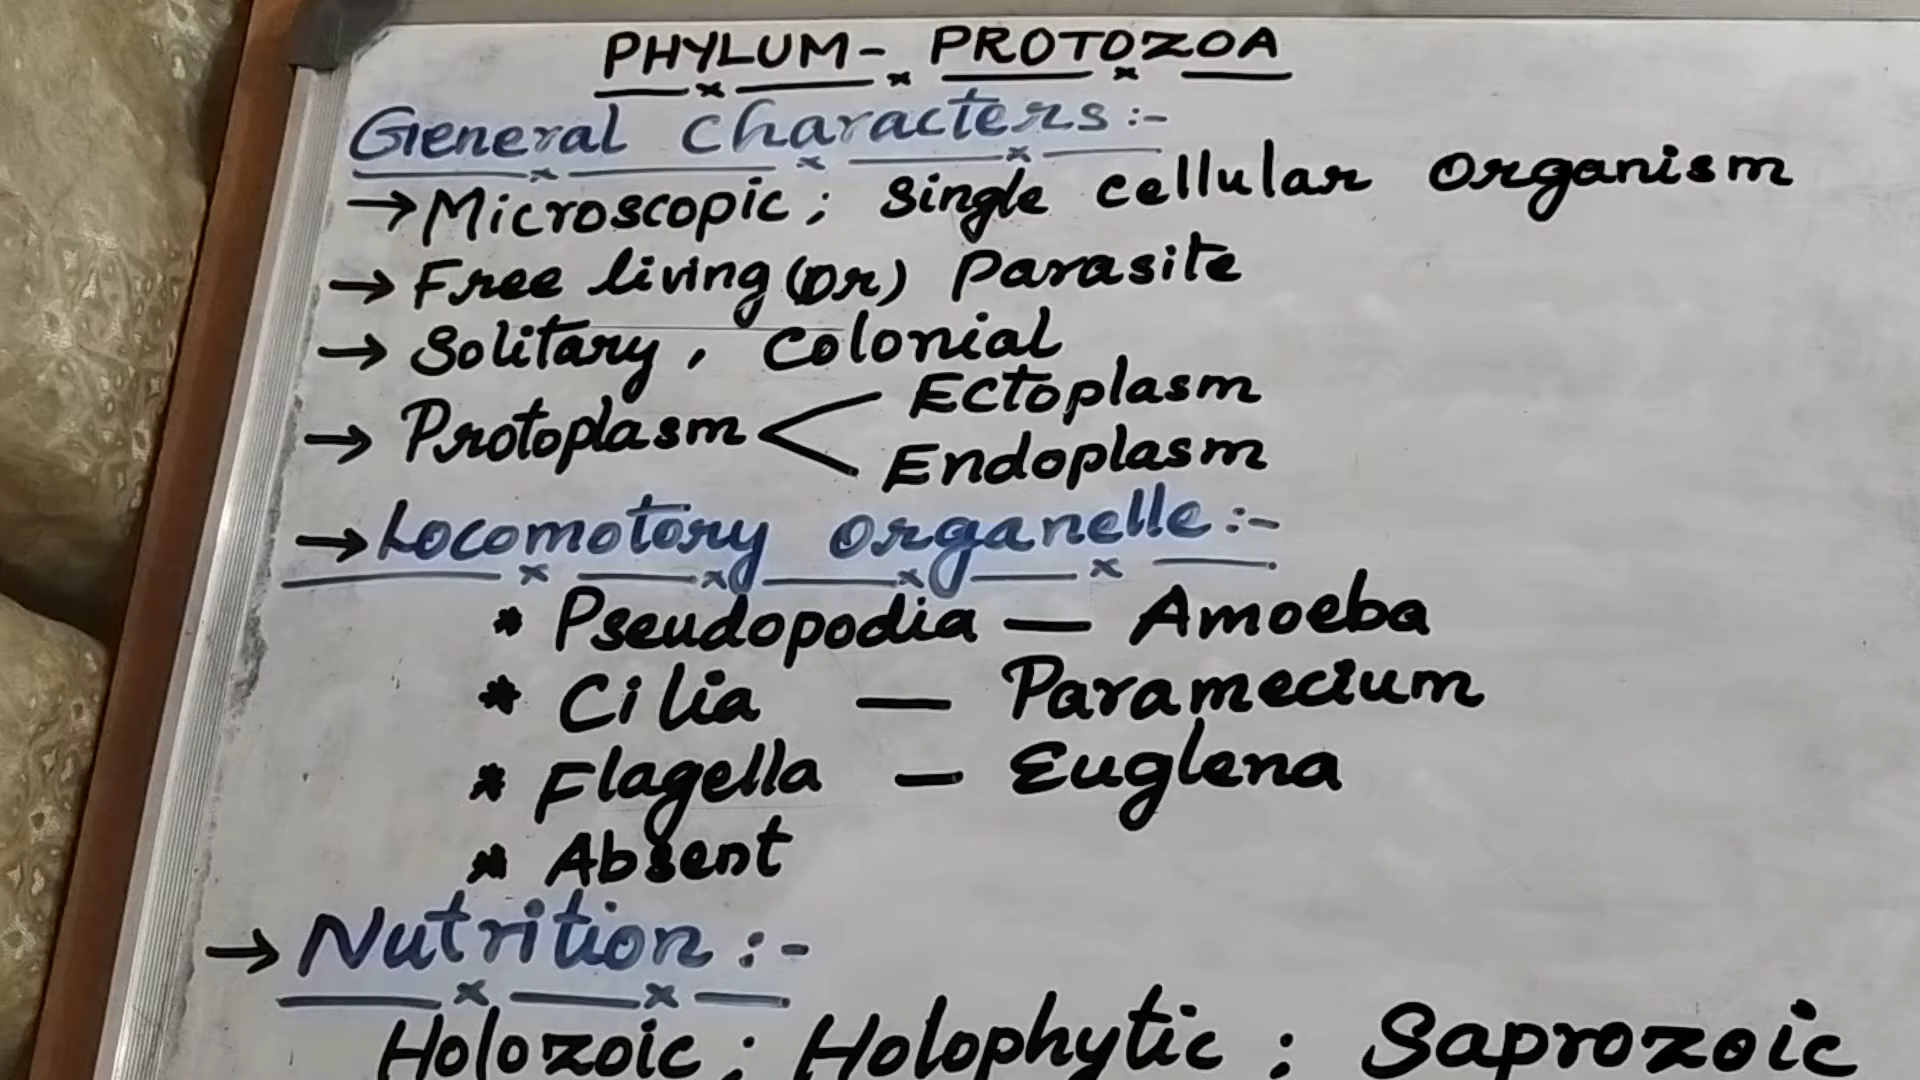 PHYLUM- PROTOZOA
General characters:-
→ Microscopic; Single cellular organism
→ Free living (or) Parasite
→ Solitary, Colonial
→ Protoplasm < Ectoplasm
Endoplasm
→ Locomotory organelle:-
* Pseudopodia — Amoeba
* Cilia — Paramecium
* Flagella — Euglena
* Absent
→ Nutrition:-
Holozoic; Holophytic; Saprozoic